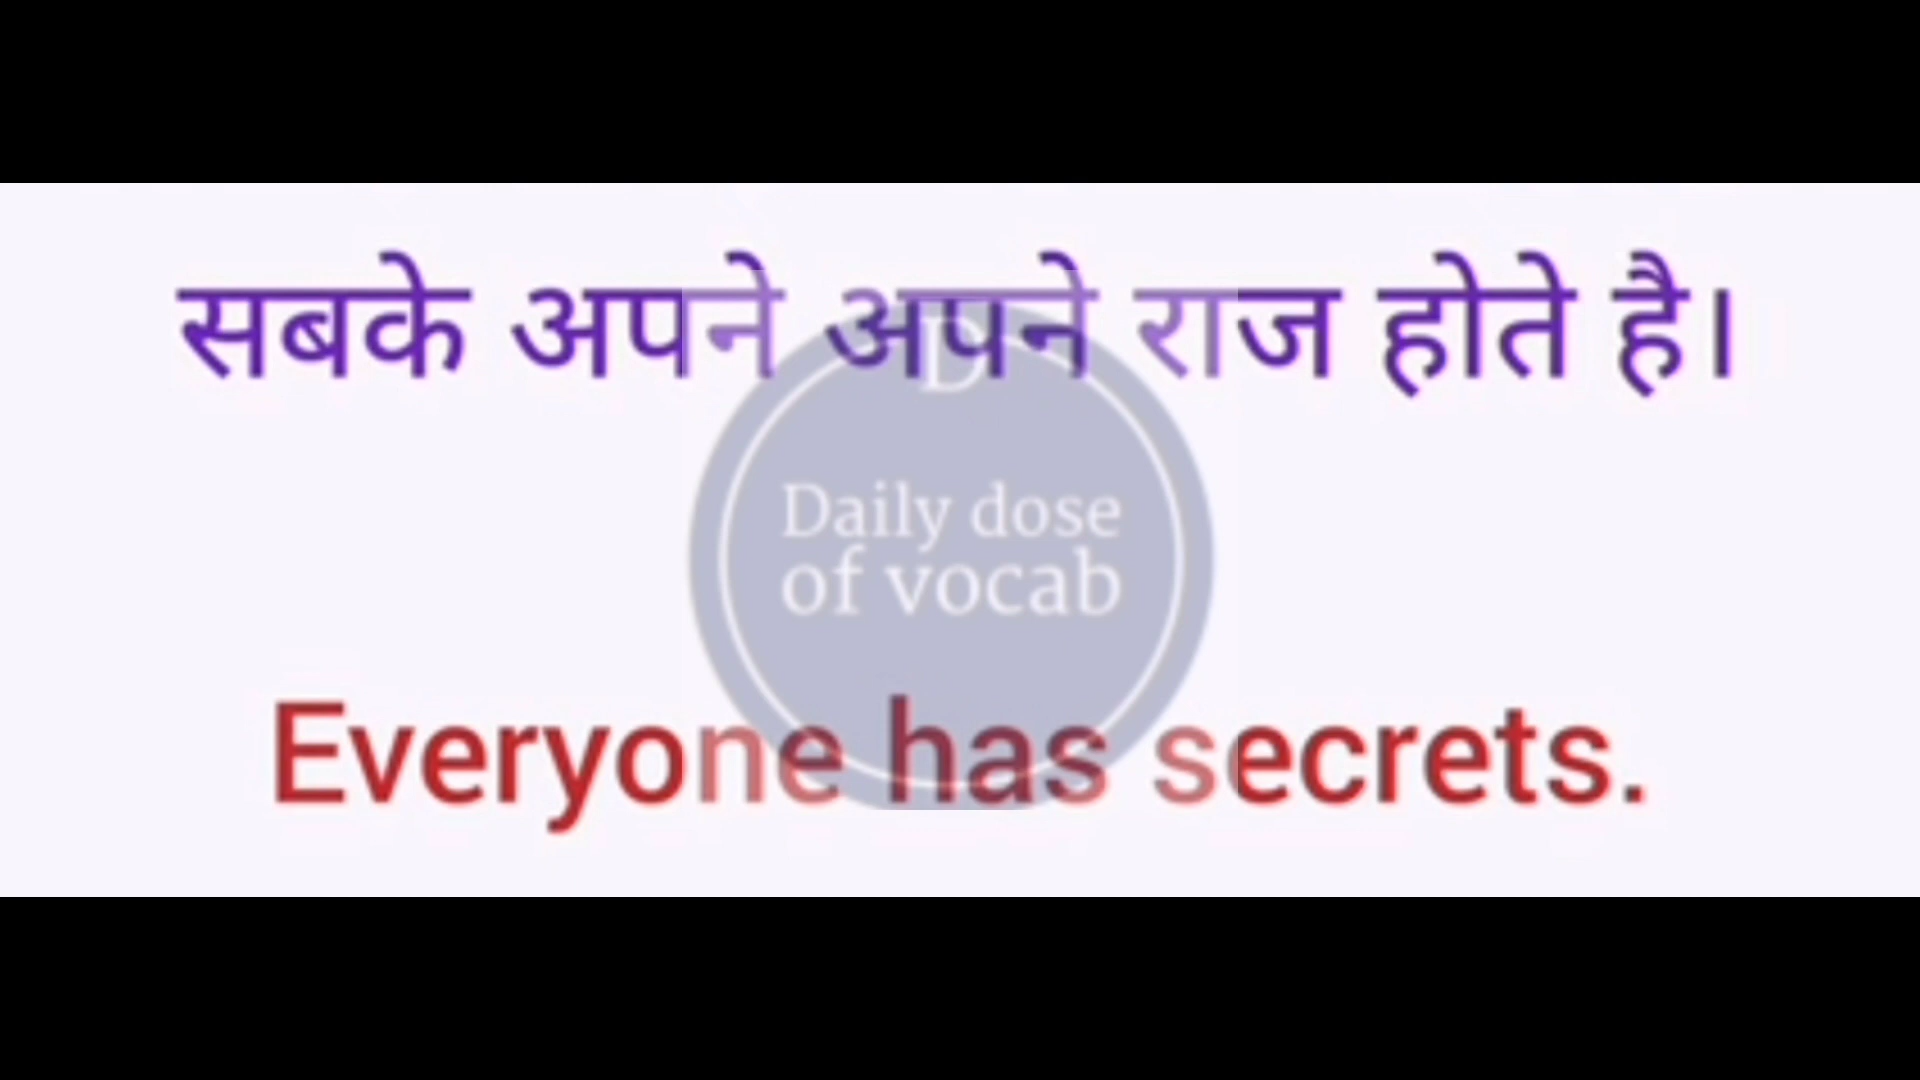 सबके अपने अपने राज होते है।
D
Daily dose
of vocab
Everyone has secrets.